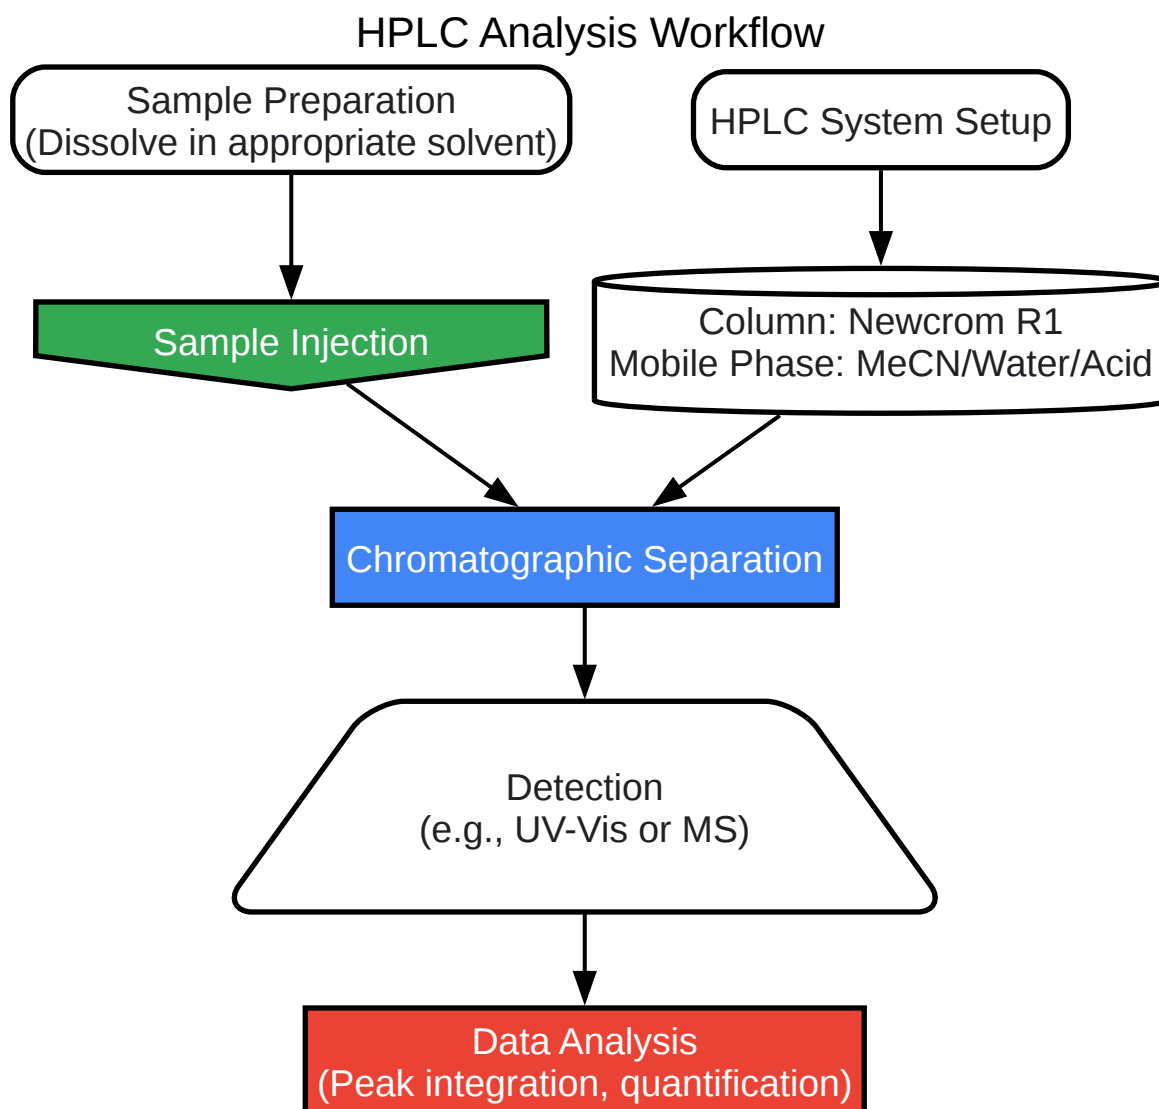 HPLC Analysis Workflow
Sample Preparation
(Dissolve in appropriate solvent)
HPLC System Setup
Sample Injection
Column: Newcrom R1
Mobile Phase: MeCN/Water/Acid
Chromatographic Separation
Detection
(e.g., UV-Vis or MS)
Data Analysis
(Peak integration, quantification)